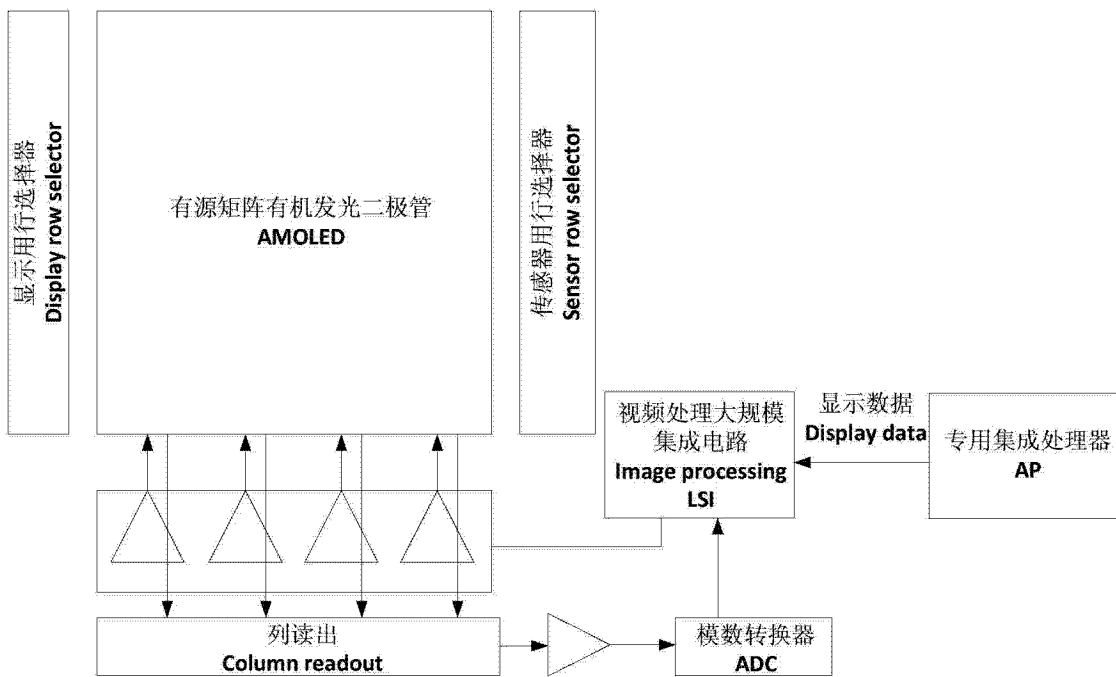 显示用行选择器
Display row selector
有源矩阵有机发光二极管
AMOLED
传感器用行选择器
Sensor row selector
视频处理大规模
集成电路
Image processing
LSI
显示数据
Display data
专用集成处理器
AP
列读出
Column readout
模数转换器
ADC